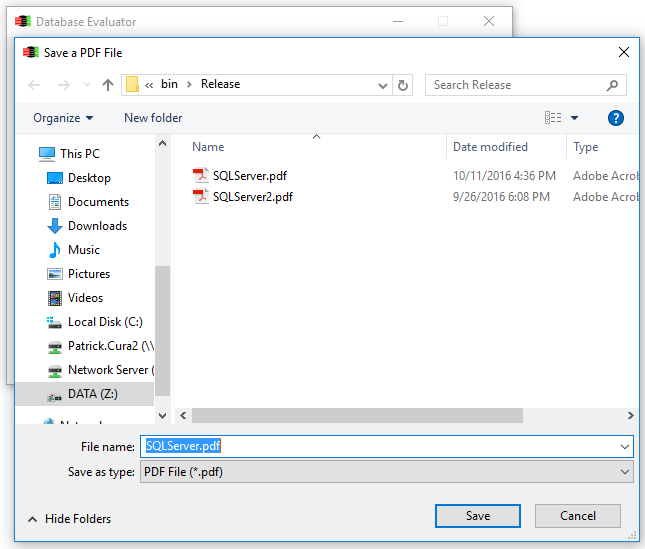 Database Evaluator
Save a PDF File
« bin › Release
Search Release
Organize
New folder
This PC
Desktop
Documents
Downloads
Music
Pictures
Videos
Local Disk (C:)
Patrick.Cura2 (\\
Network Server (
DATA (Z:)
Name Date modified Type
SQLServer.pdf 10/11/2016 4:36 PM Adobe Acrob
SQLServer2.pdf 9/26/2016 6:08 PM Adobe Acrob
File name: SQLServer.pdf
Save as type: PDF File (*.pdf)
Hide Folders
Save
Cancel